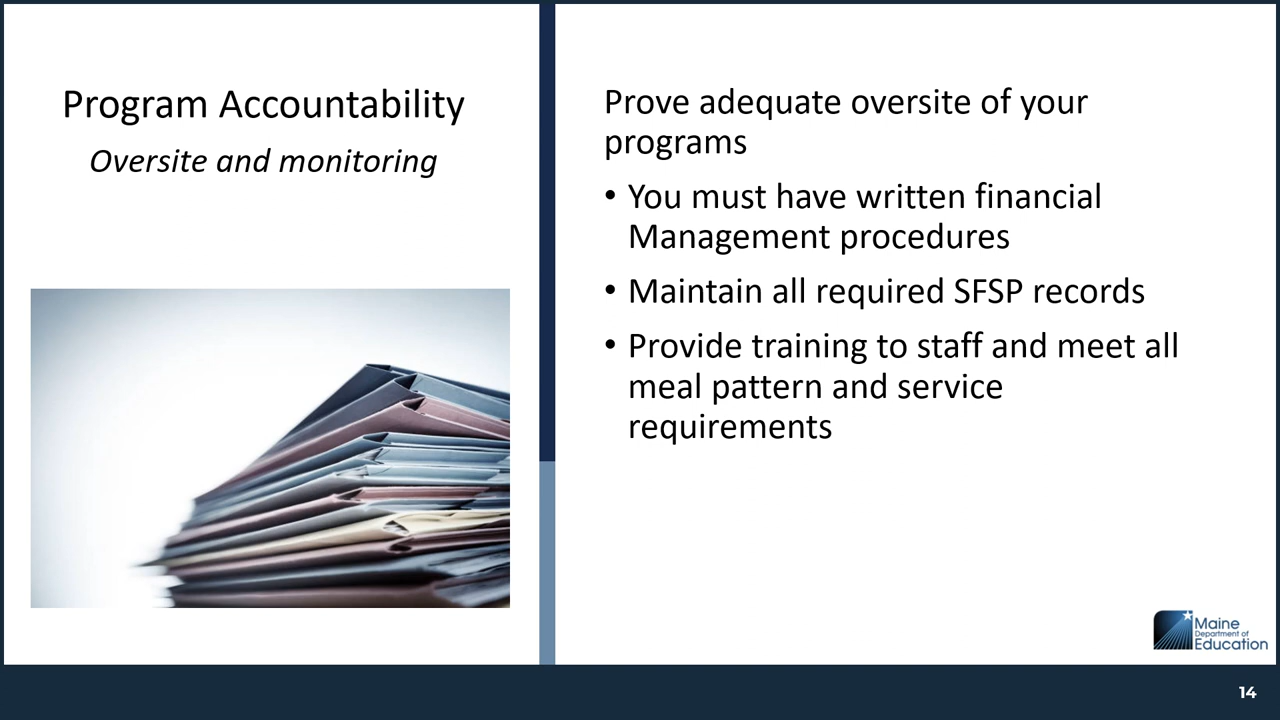 Program Accountability
Oversite and monitoring
Prove adequate oversite of your
programs
• You must have written financial
Management procedures
• Maintain all required SFSP records
• Provide training to staff and meet all
meal pattern and service
requirements
Maine
Department of
Education
14